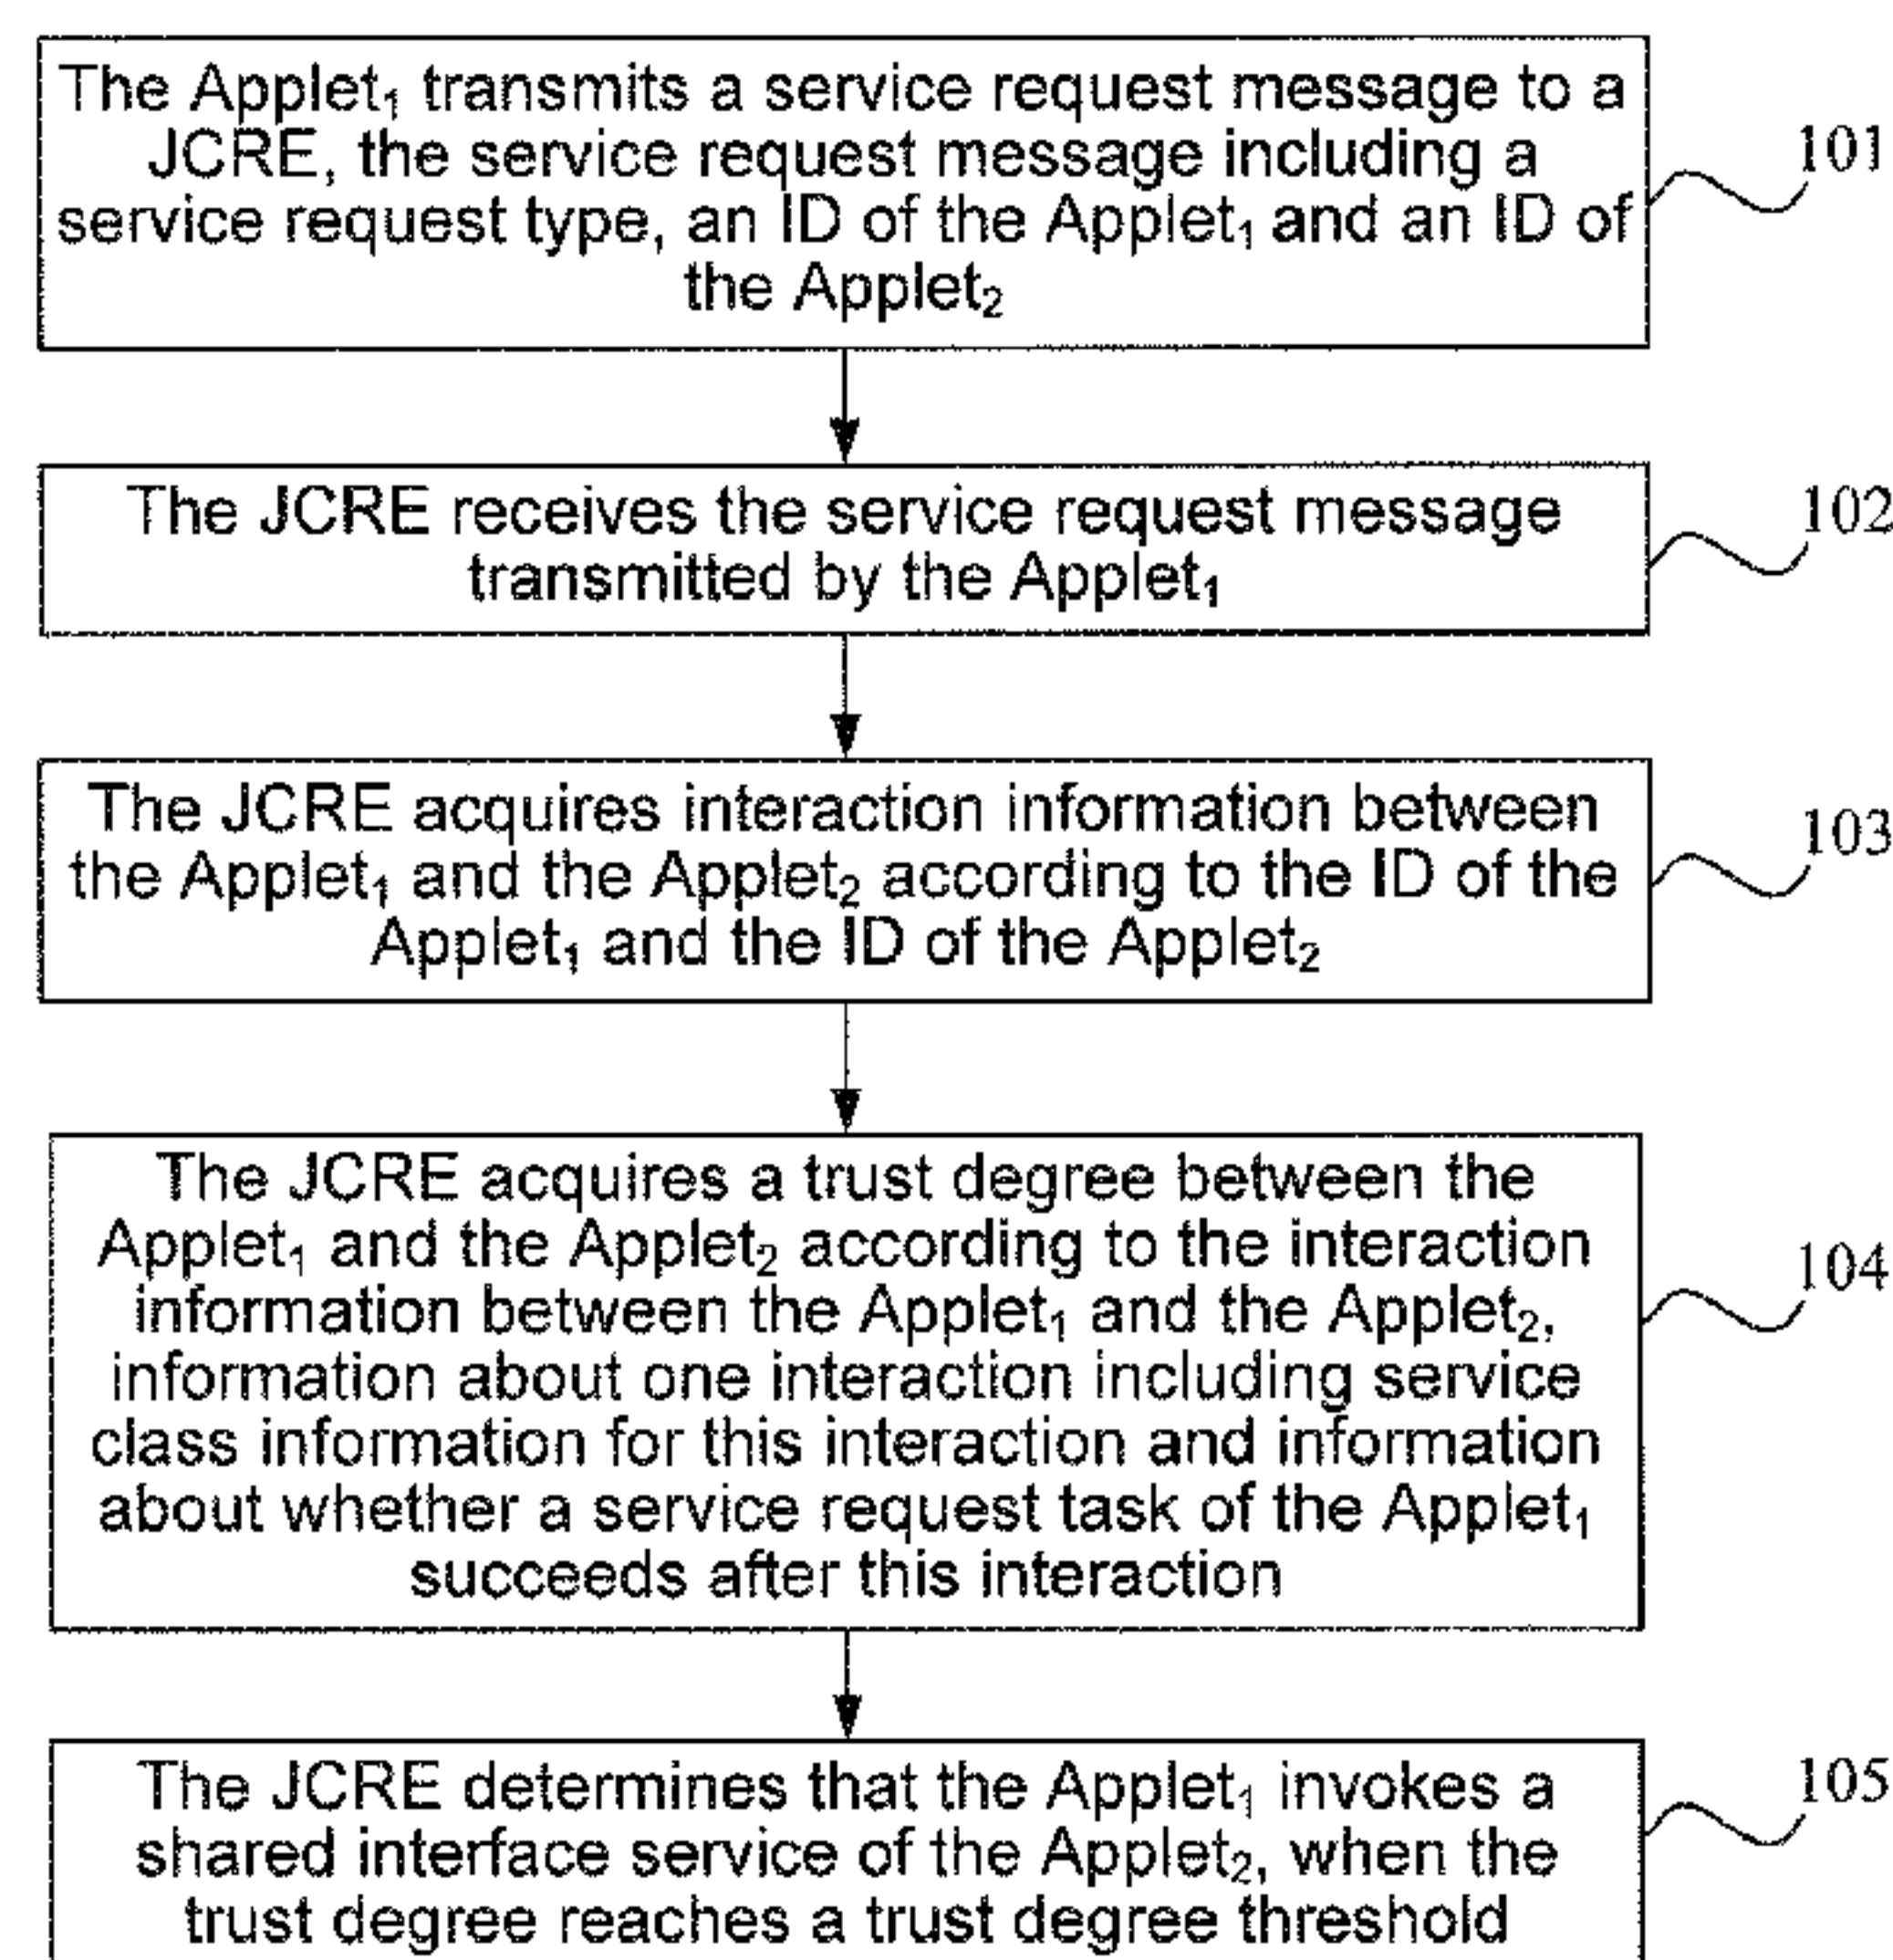 The Applet₁ transmits a service request message to a
JCRE, the service request message including a
service request type, an ID of the Applet₁ and an ID of
the Applet₂
101
The JCRE receives the service request message
transmitted by the Applet₁
102
The JCRE acquires interaction information between
the Applet₁ and the Applet₂ according to the ID of the
Applet₁ and the ID of the Applet₂
103
The JCRE acquires a trust degree between the
Applet₁ and the Applet₂ according to the interaction
information between the Applet₁ and the Applet₂,
information about one interaction including service
class information for this interaction and information
about whether a service request task of the Applet₁
succeeds after this interaction
104
The JCRE determines that the Applet₁ invokes a
shared interface service of the Applet₂, when the
trust degree reaches a trust degree threshold
105